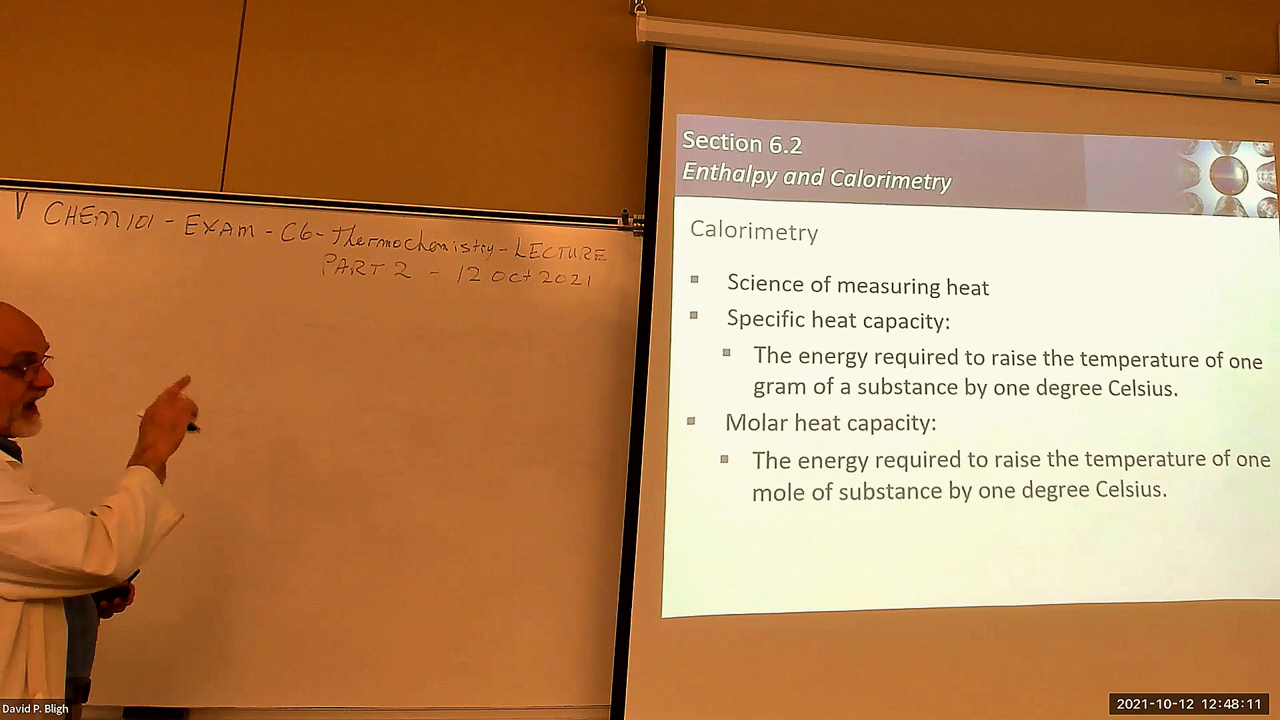 V CHEM 101 - EXAM - C6 - Thermochemistry - LECTURE
PART 2 - 12 Oct 2021
Section 6.2
Enthalpy and Calorimetry
Calorimetry
Science of measuring heat
Specific heat capacity:
The energy required to raise the temperature of one
gram of a substance by one degree Celsius.
Molar heat capacity:
The energy required to raise the temperature of one
mole of substance by one degree Celsius.
David P. Bligh
2021-10-12 12:48:11